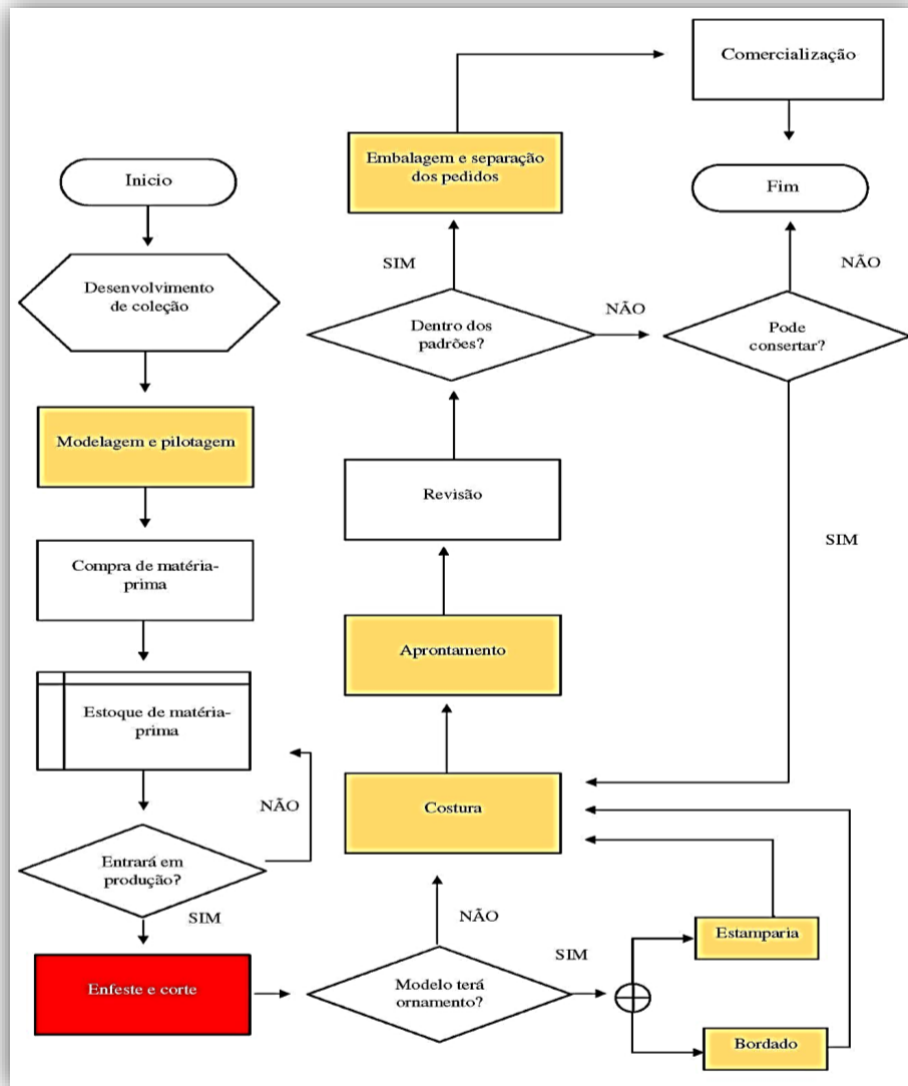 Inicio
Desenvolvimento
de coleção
Modelagem e pilotagem
Compra de matéria-
prima
Estoque de matéria-
prima
NÃO
Entrará em
produção?
SIM
Enfeste e corte
Modelo terá
ornamento?
NÃO
SIM
Estamparia
Bordado
Costura
Aprontamento
Revisão
Dentro dos
padrões?
SIM
NÃO
Embalagem e separação
dos pedidos
Comercialização
Fim
NÃO
Pode
consertar?
SIM